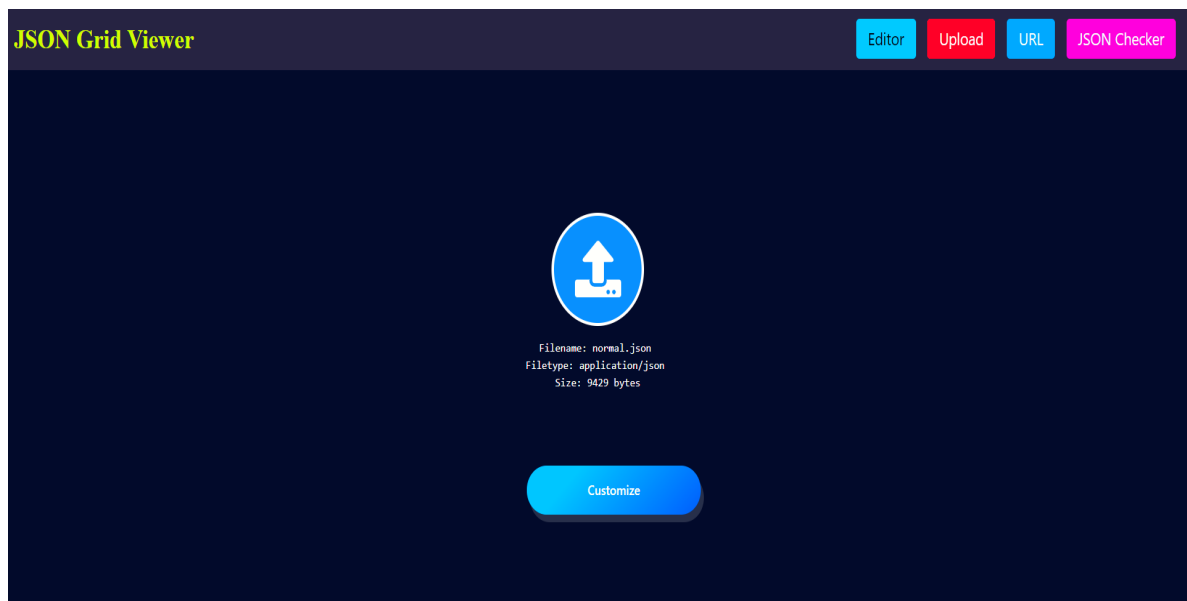 JSON Grid Viewer
Editor
Upload
URL
JSON Checker
Filename: normal.json
Filetype: application/json
Size: 9429 bytes
Customize